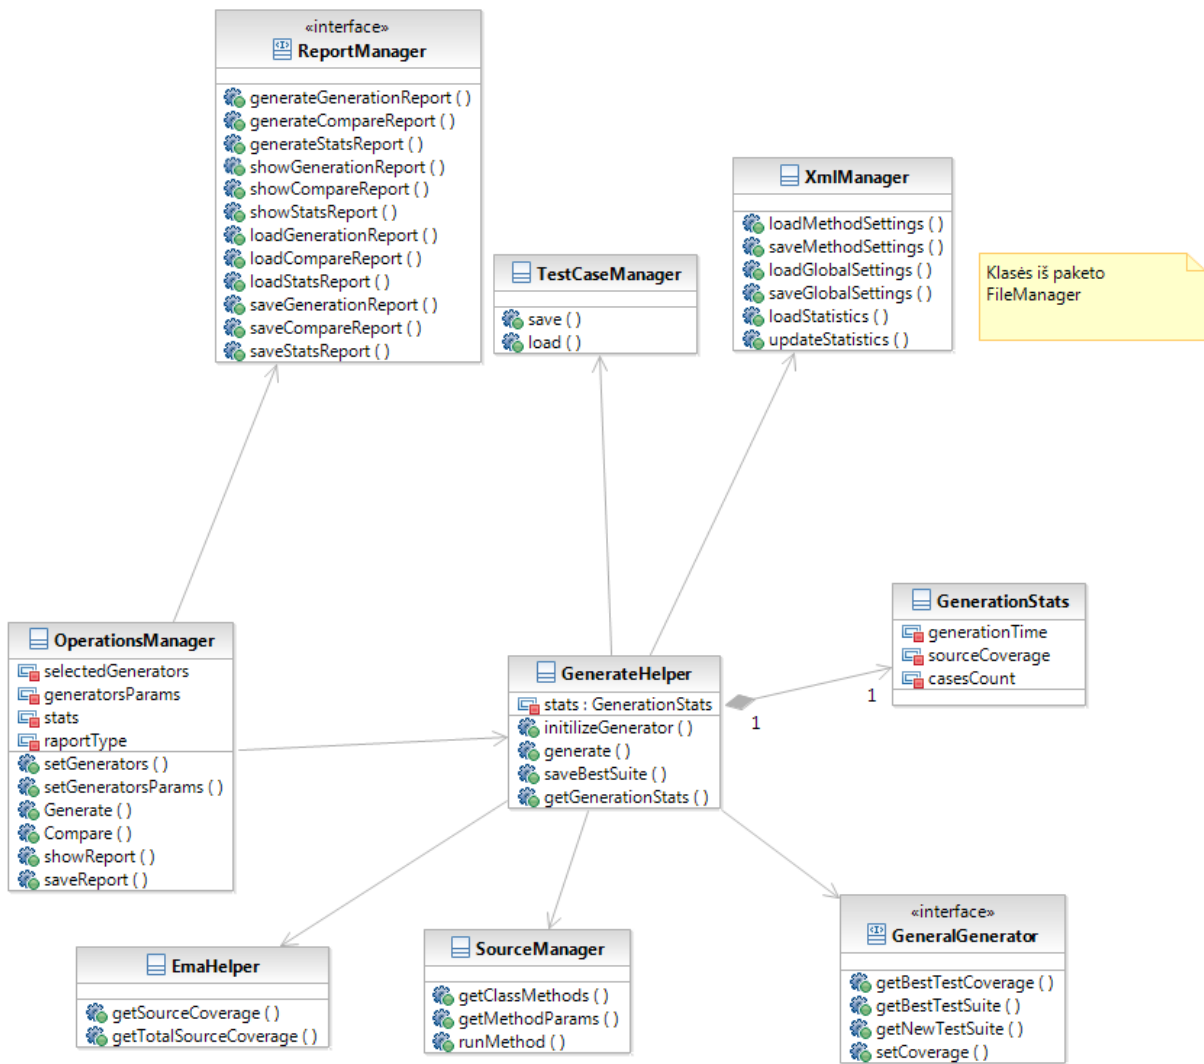 «interface»
ReportManager
generateGenerationReport ( )
generateCompareReport ( )
generateStatsReport ( )
showGenerationReport ( )
showCompareReport ( )
showStatsReport ( )
loadGenerationReport ( )
loadCompareReport ( )
loadStatsReport ( )
saveGenerationReport ( )
saveCompareReport ( )
saveStatsReport ( )
TestCaseManager
save ( )
load ( )
XmlManager
loadMethodSettings ( )
saveMethodSettings ( )
loadGlobalSettings ( )
saveGlobalSettings ( )
loadStatistics ( )
updateStatistics ( )
Klasės iš paketo
FileManager
OperationsManager
selectedGenerators
generatorsParams
stats
raportType
setGenerators ( )
setGeneratorsParams ( )
Generate ( )
Compare ( )
showReport ( )
saveReport ( )
GenerateHelper
stats : GenerationStats
initilizeGenerator ( )
generate ( )
saveBestSuite ( )
getGenerationStats ( )
1
1
GenerationStats
generationTime
sourceCoverage
casesCount
EmaHelper
getSourceCoverage ( )
getTotalSourceCoverage ( )
SourceManager
getClassMethods ( )
getMethodParams ( )
runMethod ( )
«interface»
GeneralGenerator
getBestTestCoverage ( )
getBestTestSuite ( )
getNewTestSuite ( )
setCoverage ( )